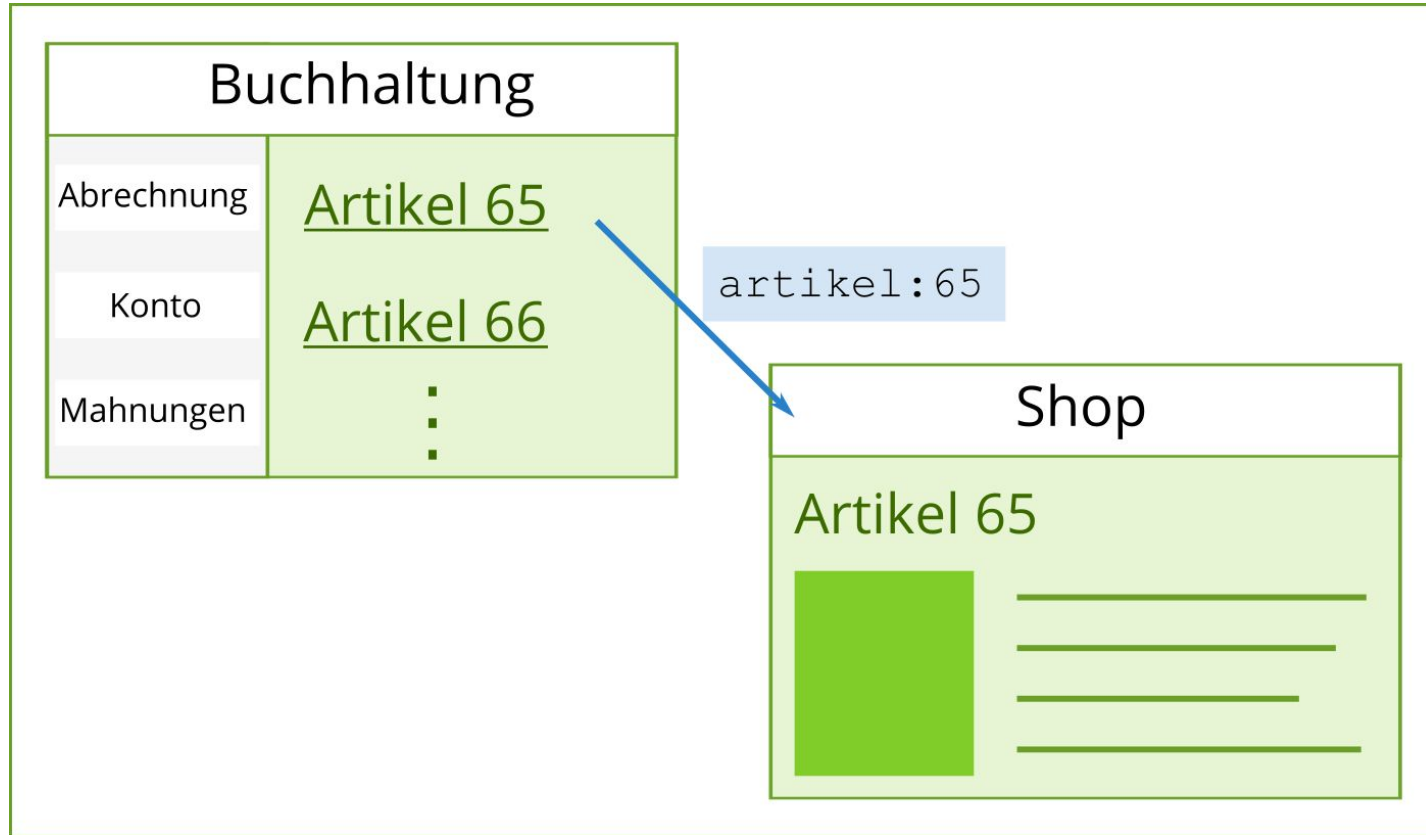 Buchhaltung
Abrechnung
Konto
Mahnungen
Artikel 65
Artikel 66
artikel:65
Shop
Artikel 65